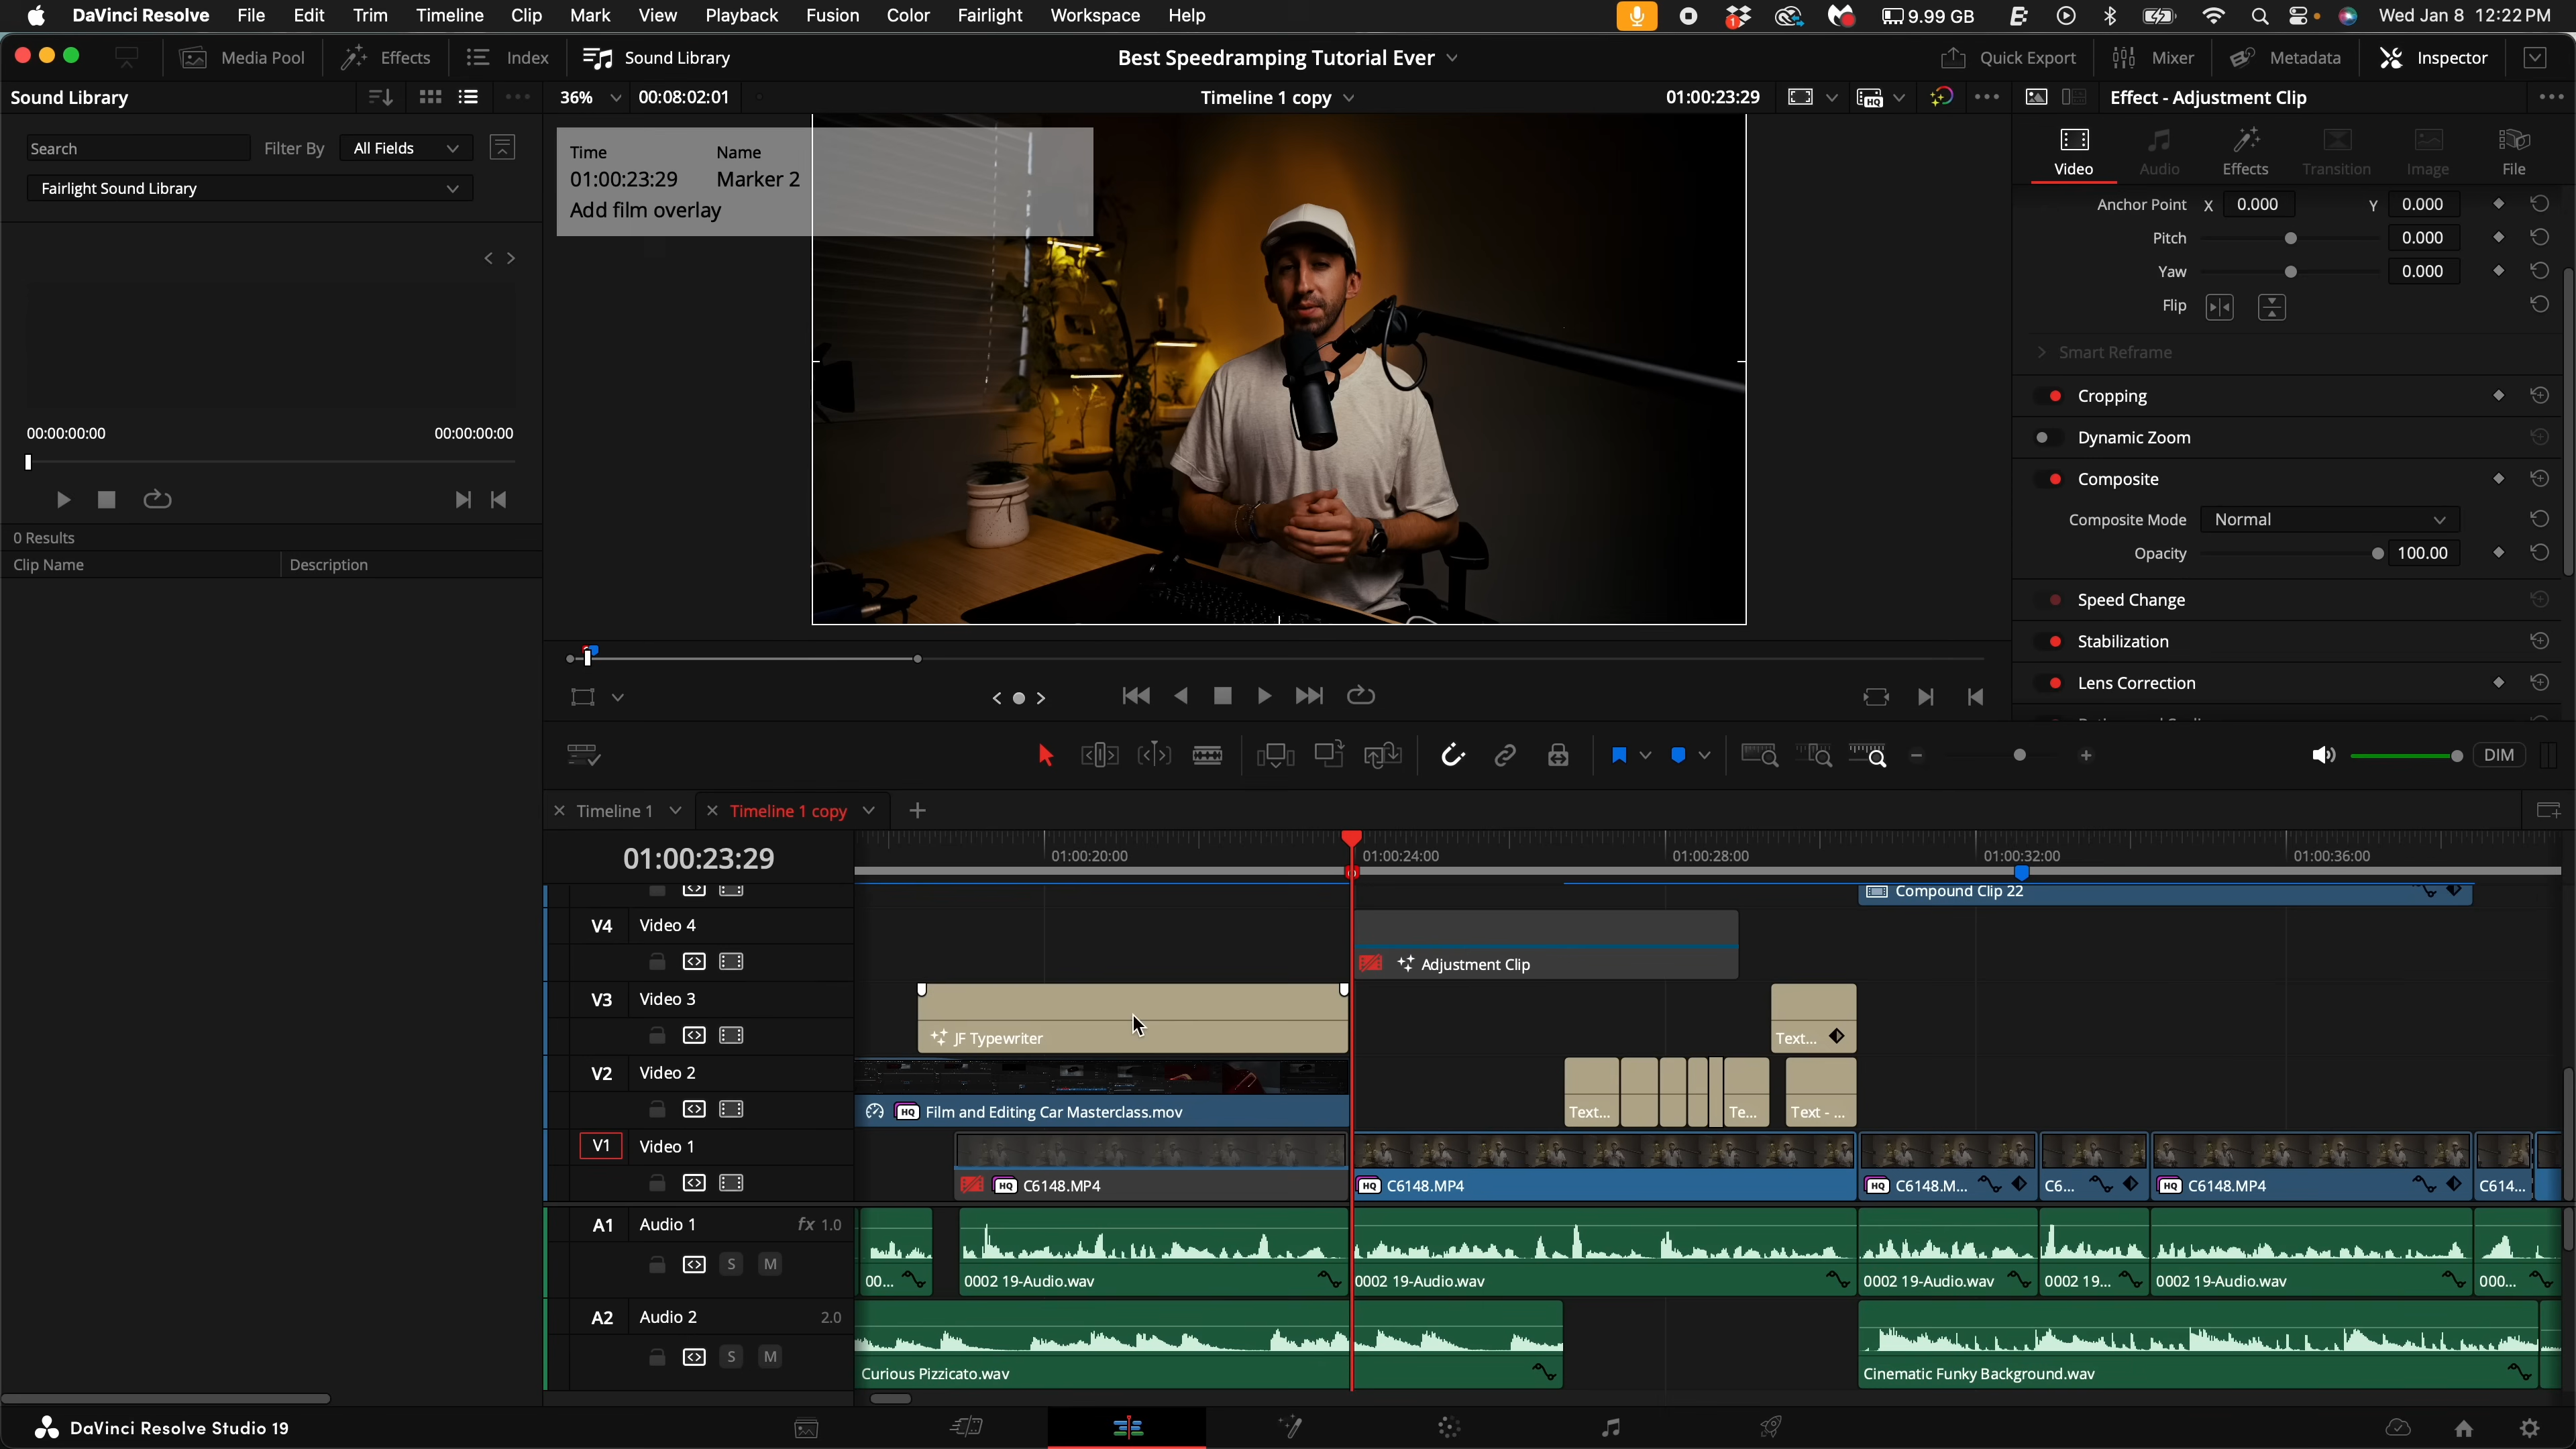 DaVinci Resolve File Edit Trim Timeline Clip Mark View Playback Fusion Color Fairlight Workspace Help 1 9.99 GB Wed Jan 8 12:22 PM
Media Pool Effects Index Sound Library Best Speedramping Tutorial Ever Quick Export Mixer Metadata Inspector
Sound Library 36% 00:08:02:01 Timeline 1 copy 01:00:23:29 HQ Effect - Adjustment Clip
Search Filter By All Fields
Fairlight Sound Library
00:00:00:00 00:00:00:00
0 Results
Clip Name Description
Time Name
01:00:23:29 Marker 2
Add film overlay
Video Audio Effects Transition Image File
Anchor Point X 0.000 Y 0.000
Pitch 0.000
Yaw 0.000
Flip
Smart Reframe
Cropping
Dynamic Zoom
Composite
Composite Mode Normal
Opacity 100.00
Speed Change
Stabilization
Lens Correction
DIM
Timeline 1 Timeline 1 copy
01:00:23:29 01:00:20:00 01:00:24:00 01:00:28:00 01:00:32:00 01:00:36:00
Compound Clip 22
V4 Video 4
Adjustment Clip
V3 Video 3
JF Typewriter Text...
V2 Video 2
HQ Film and Editing Car Masterclass.mov Text... Te... Text - ...
V1 Video 1
HQ C6148.MP4 HQ C6148.MP4 HQ C6148.M... C6... HQ C6148.MP4 C614...
A1 Audio 1 fx 1.0
S M
00... 0002 19-Audio.wav 0002 19-Audio.wav 0002 19-Audio.wav 0002 19... 0002 19-Audio.wav 000...
A2 Audio 2 2.0
S M
Curious Pizzicato.wav Cinematic Funky Background.wav
DaVinci Resolve Studio 19